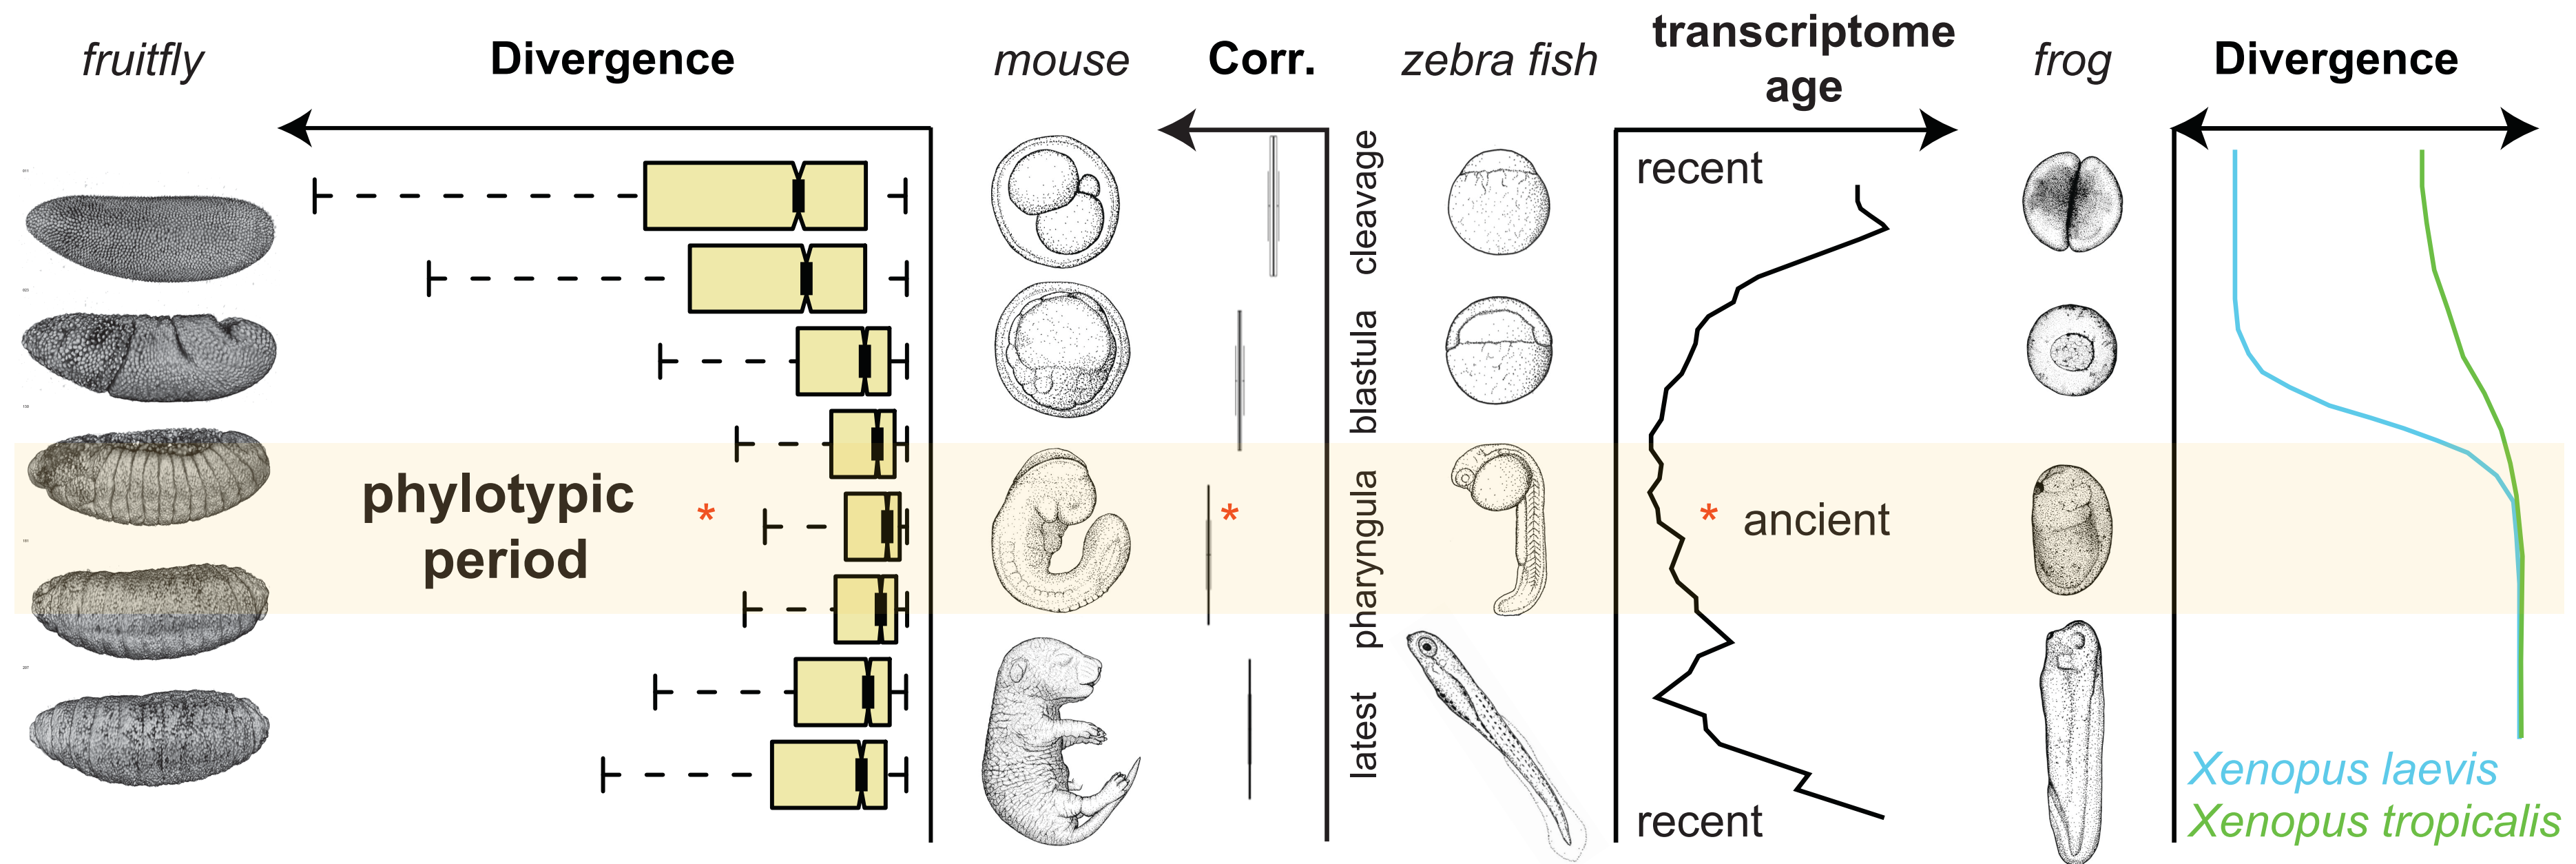 fruitfly
Divergence
mouse
Corr.
zebra fish
transcriptome
age
frog
Divergence
cleavage
blastula
pharyngula
latest
recent
phylotypic
period
*
*
* ancient
recent
Xenopus laevis
Xenopus tropicalis